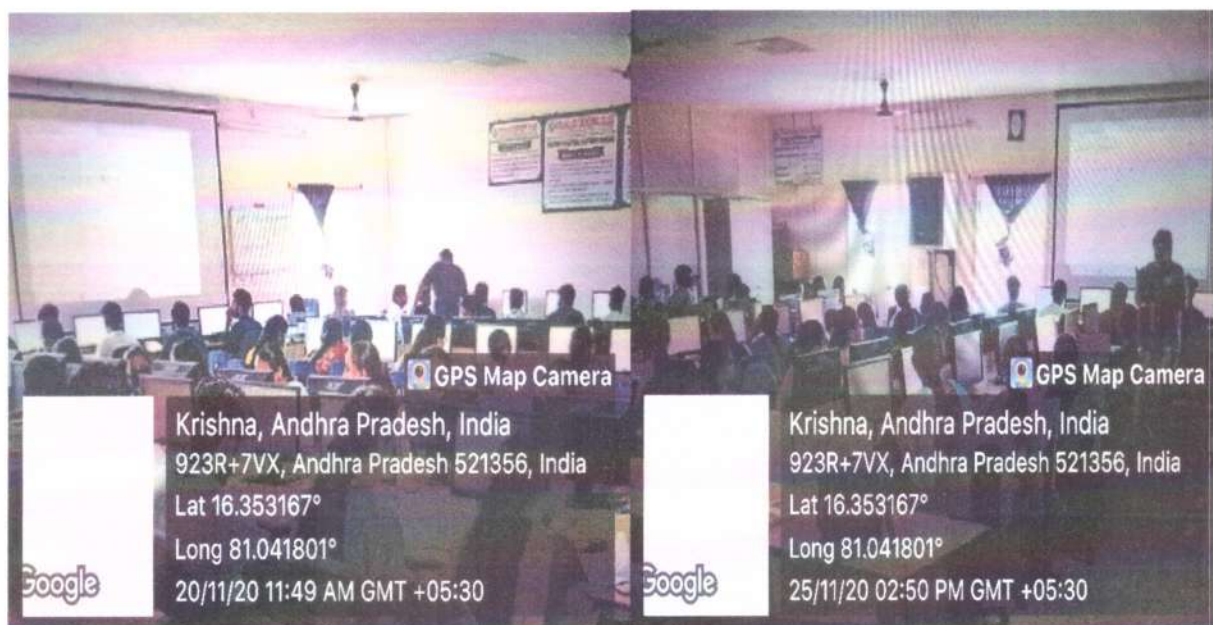 GPS Map Camera
Krishna, Andhra Pradesh, India
923R+7VX, Andhra Pradesh 521356, India
Lat 16.353167°
Long 81.041801°
20/11/20 11:49 AM GMT +05:30
Google
GPS Map Camera
Krishna, Andhra Pradesh, India
923R+7VX, Andhra Pradesh 521356, India
Lat 16.353167°
Long 81.041801°
25/11/20 02:50 PM GMT +05:30
Google